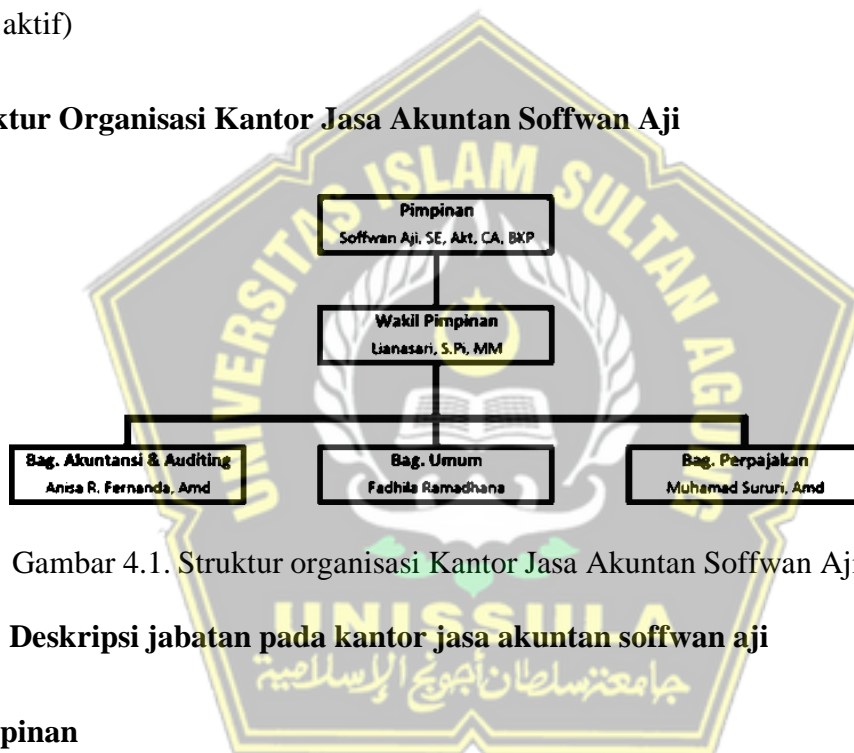 aktif)
ktur Organisasi Kantor Jasa Akuntan Soffwan Aji
UNIVERSITAS ISLAM SULTAN AGUNG
Pimpinan
Soffwan Aji, SE, Akt, CA, BKP
Wakil Pimpinan
Lianasari, S.Pi, MM
Bag. Akuntansi & Auditing
Anisa R. Fernanda, Amd
Bag. Umum
Fadhila Ramadhana
Bag. Perpajakan
Muhamad Sururi, Amd
Gambar 4.1. Struktur organisasi Kantor Jasa Akuntan Soffwan Aji
Deskripsi jabatan pada kantor jasa akuntan soffwan aji
UNISSULA
جامعة سلطان أجونج الإسلامية
pinan